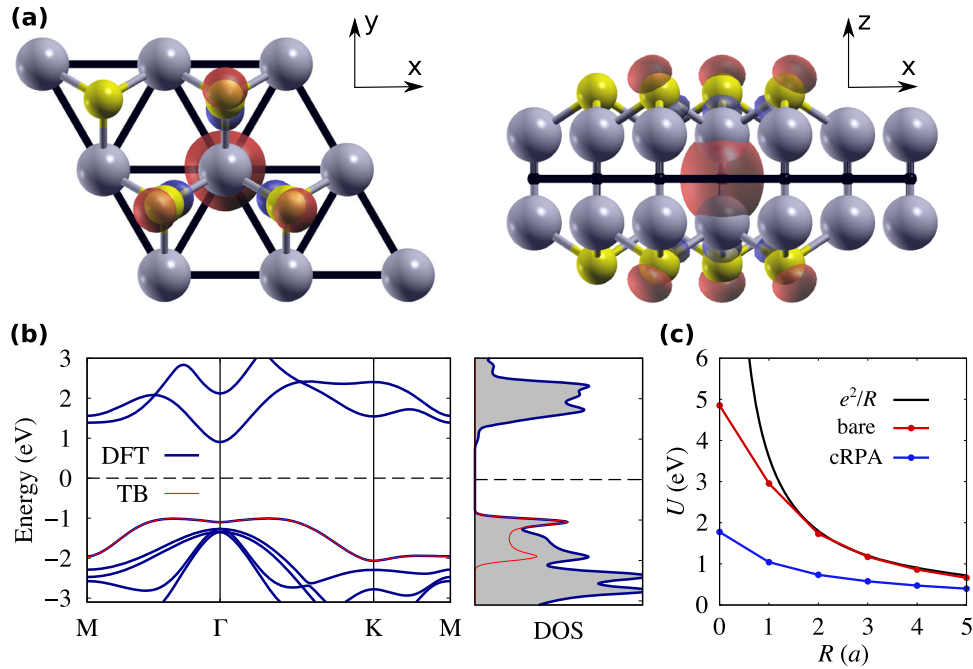 (a)
y
x
z
x
(b)
3
2
1
0
−1
−2
−3
Energy (eV)
DFT
TB
M
Γ
K
M
DOS
(c)
6
5
4
3
2
1
0
U (eV)
e²/R
bare
cRPA
0 1 2 3 4 5
R (a)